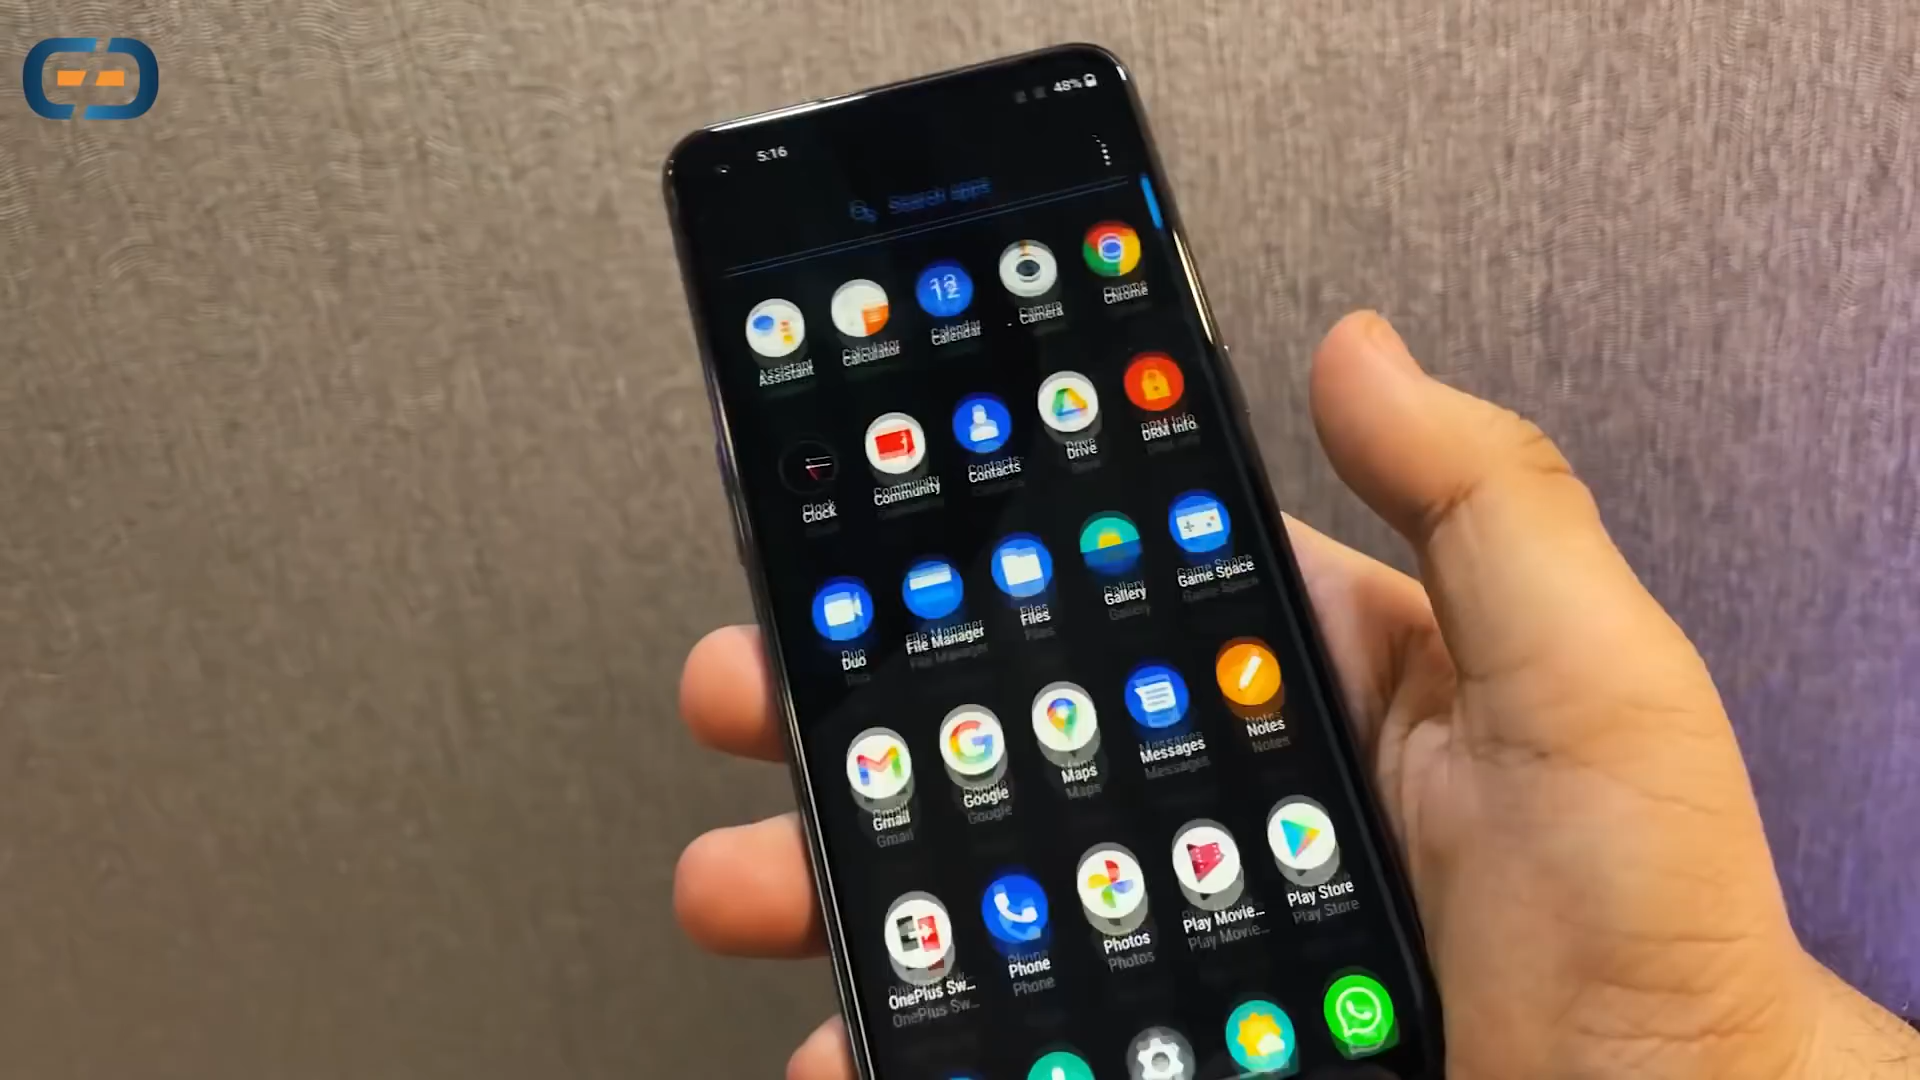 48%
5:16
Search apps
12
Assistant
Calculator
Calendar
Camera
Chrome
Clock
Community
Contacts
Drive
DRM Info
Duo
File Manager
Files
Gallery
Game Space
Gmail
Google
Maps
Messages
Notes
OnePlus Sw...
Phone
Photos
Play Movie...
Play Store